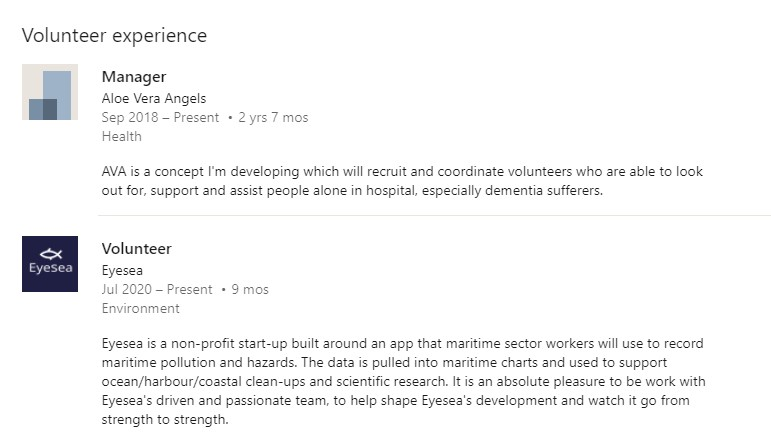 Volunteer experience
Manager
Aloe Vera Angels
Sep 2018 – Present • 2 yrs 7 mos
Health
AVA is a concept I'm developing which will recruit and coordinate volunteers who are able to look
out for, support and assist people alone in hospital, especially dementia sufferers.
EyeSea
Volunteer
Eyesea
Jul 2020 – Present • 9 mos
Environment
Eyesea is a non-profit start-up built around an app that maritime sector workers will use to record
maritime pollution and hazards. The data is pulled into maritime charts and used to support
ocean/harbour/coastal clean-ups and scientific research. It is an absolute pleasure to be work with
Eyesea's driven and passionate team, to help shape Eyesea's development and watch it go from
strength to strength.